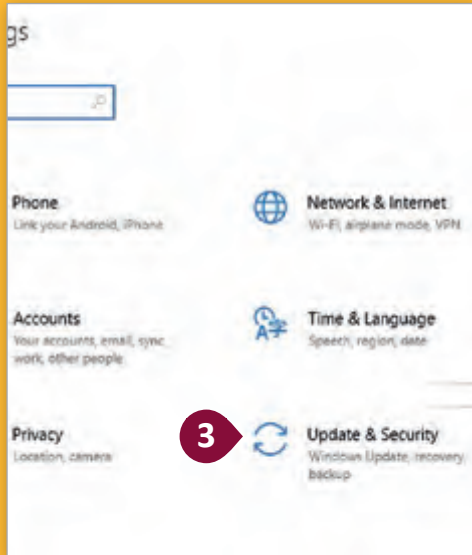 gs
Phone
Link your Android, iPhone
Network & Internet
Wi-Fi, airplane mode, VPN
Accounts
Your accounts, email, sync,
work, other people
Time & Language
Speech, region, date
Privacy
Location, camera
3
Update & Security
Windows Update, recovery,
backup